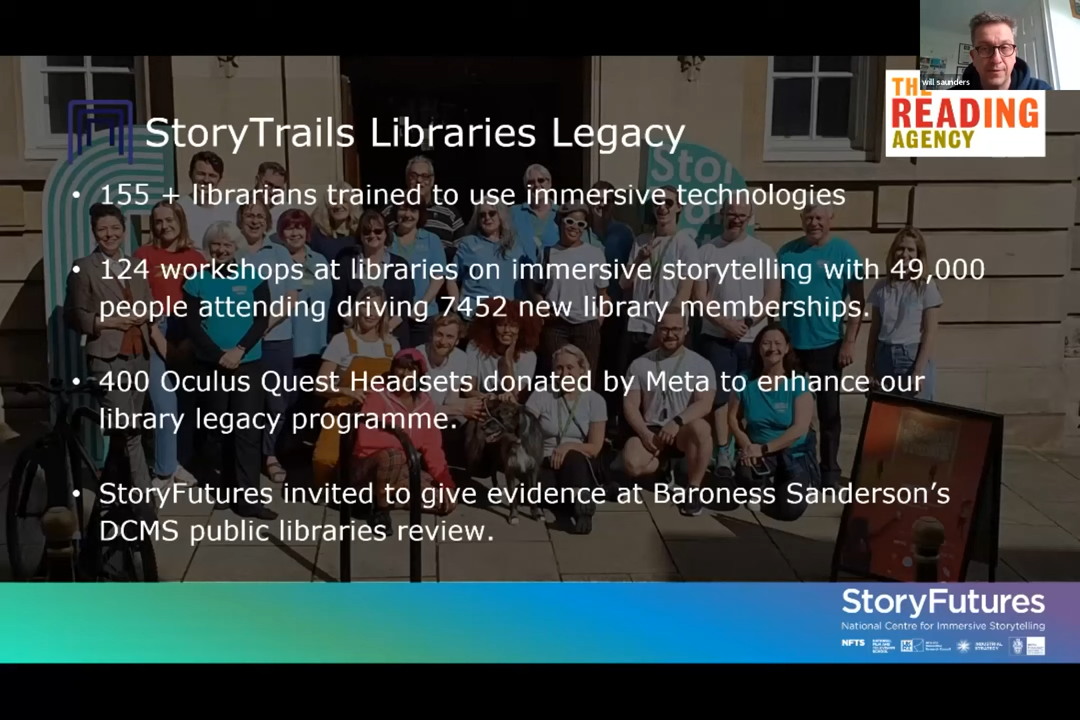 will saunders
THE
READING
AGENCY
StoryTrails Libraries Legacy
• 155 + librarians trained to use immersive technologies
• 124 workshops at libraries on immersive storytelling with 49,000
people attending driving 7452 new library memberships.
• 400 Oculus Quest Headsets donated by Meta to enhance our
library legacy programme.
• StoryFutures invited to give evidence at Baroness Sanderson’s
DCMS public libraries review.
StoryFutures
National Centre for Immersive Storytelling
NFTS
INDUSTRIAL
STRATEGY